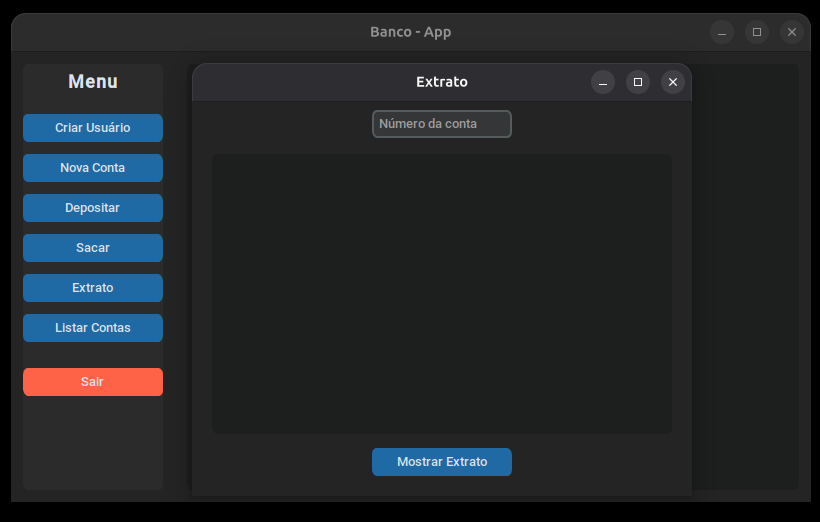 Banco - App
Menu
Criar Usuário
Nova Conta
Depositar
Sacar
Extrato
Listar Contas
Sair
Extrato
Número da conta
Mostrar Extrato